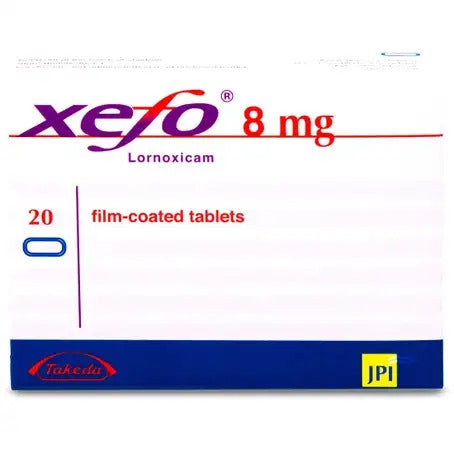 xefo® 8 mg
Lornoxicam
20 film-coated tablets
Takeda
JPI